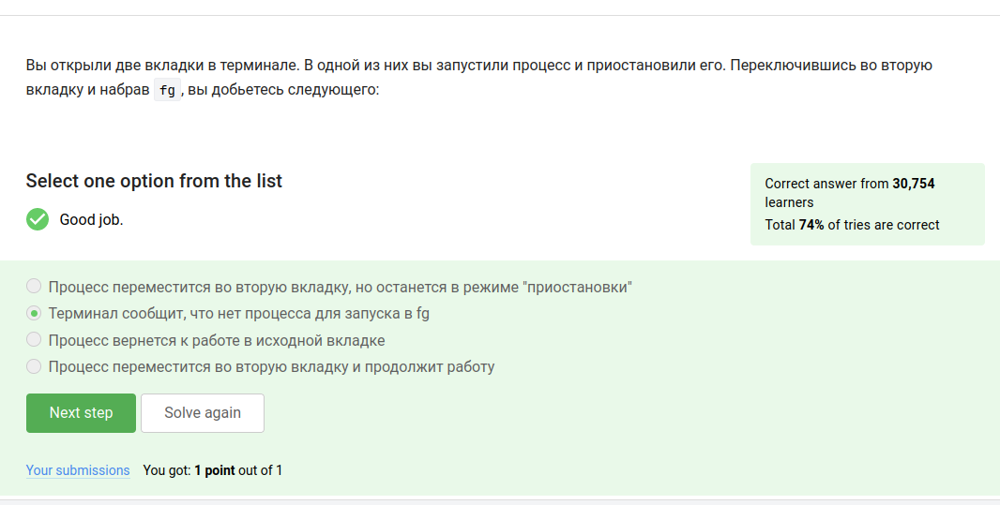 Вы открыли две вкладки в терминале. В одной из них вы запустили процесс и приостановили его. Переключившись во вторую
вкладку и набрав fg, вы добьетесь следующего:
Select one option from the list
Good job.
Correct answer from 30,754
learners
Total 74% of tries are correct
Процесс переместится во вторую вкладку, но останется в режиме "приостановки"
Терминал сообщит, что нет процесса для запуска в fg
Процесс вернется к работе в исходной вкладке
Процесс переместится во вторую вкладку и продолжит работу
Next step
Solve again
Your submissions You got: 1 point out of 1